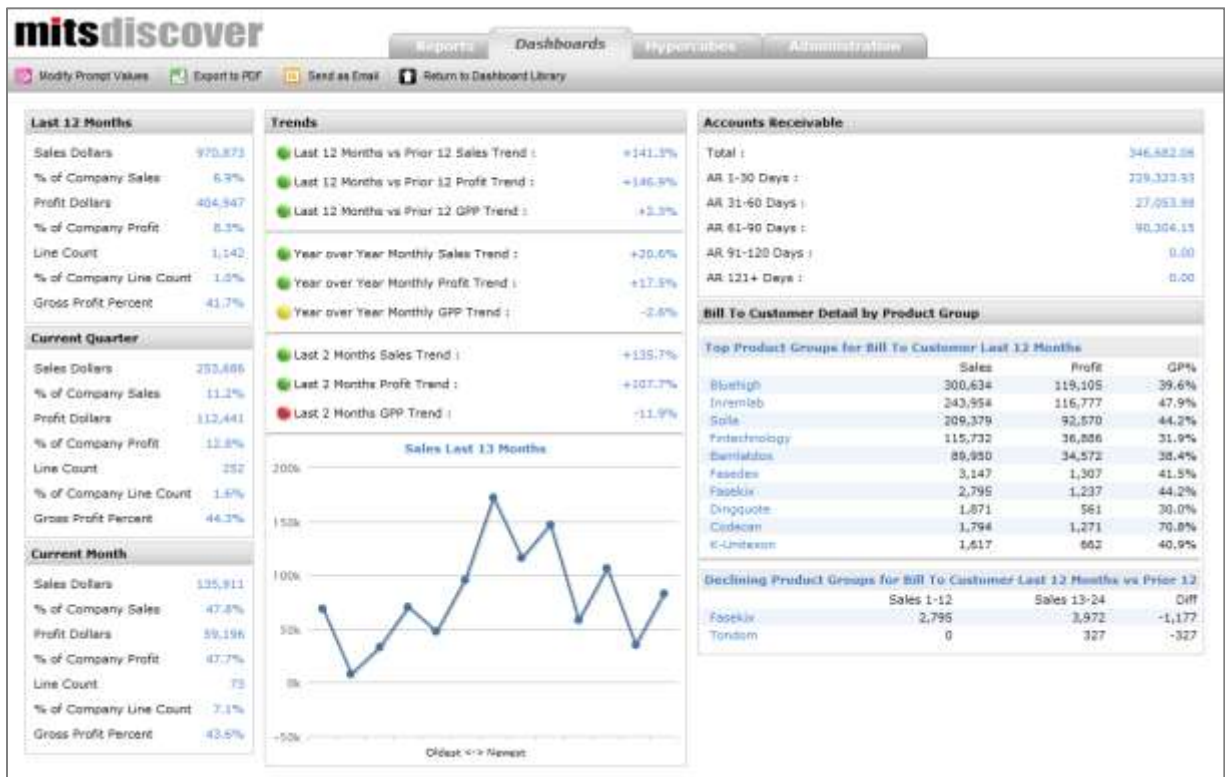 mitsdiscover
Reports Dashboards Hypercubes Administration
Modify Prompt Values Export to PDF Send as Email Return to Dashboard Library
Last 12 Months
Sales Dollars 970,873
% of Company Sales 6.9%
Profit Dollars 404,947
% of Company Profit 8.3%
Line Count 1,142
% of Company Line Count 1.0%
Gross Profit Percent 41.7%
Current Quarter
Sales Dollars 253,686
% of Company Sales 11.2%
Profit Dollars 112,441
% of Company Profit 12.8%
Line Count 252
% of Company Line Count 1.6%
Gross Profit Percent 44.3%
Current Month
Sales Dollars 135,911
% of Company Sales 47.8%
Profit Dollars 59,196
% of Company Profit 47.7%
Line Count 73
% of Company Line Count 7.1%
Gross Profit Percent 43.6%
Trends
Last 12 Months vs Prior 12 Sales Trend : +141.3%
Last 12 Months vs Prior 12 Profit Trend : +146.9%
Last 12 Months vs Prior 12 GPP Trend :
Year over Year Monthly Sales Trend : +20.6%
Year over Year Monthly Profit Trend : +17.5%
Year over Year Monthly GPP Trend : -2.6%
Last 2 Months Sales Trend : +135.7%
Last 2 Months Profit Trend : +107.7%
Last 2 Months GPP Trend : -11.9%
Sales Last 13 Months
200k
150k
100k
50k
0k
-50k
Oldest <-> Newest
Accounts Receivable
Total : 346,682.06
AR 1-30 Days :
AR 31-60 Days : 27,053.98
AR 61-90 Days : 90,304.15
AR 91-120 Days : 0.00
AR 121+ Days : 0.00
Bill To Customer Detail by Product Group
Top Product Groups for Bill To Customer Last 12 Months
Sales Profit GP%
Bluehigh 300,634 119,105 39.6%
Inremlab 243,954 116,777 47.9%
209,379 92,570 44.2%
Fintechnology 115,732 36,886 31.9%
89,950 34,572 38.4%
Fasedex 3,147 1,307 41.5%
Fasekix 2,795 1,237 44.2%
Dingquote 1,871 561 30.0%
Codecan 1,794 1,271 70.8%
K-Unitexon 1,617 662 40.9%
Declining Product Groups for Bill To Customer Last 12 Months vs Prior 12
Sales 1-12 Sales 13-24 Diff
Fasekix 2,795 3,972 -1,177
Tondom 0 327 -327